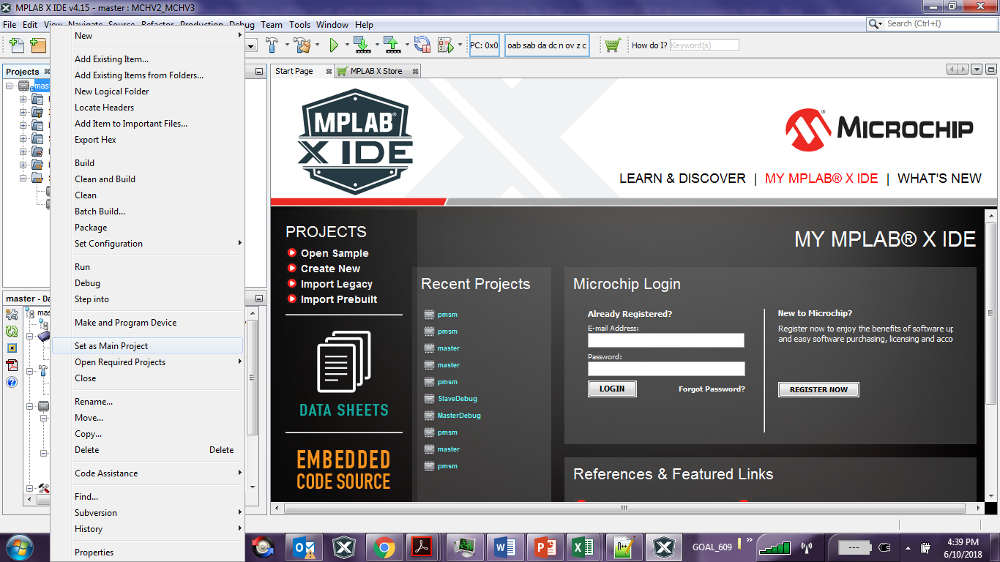 MPLAB X IDE v4.15 - master : MCHV2_MCHV3
File Edit View Navigate Source Refactor Production Debug Team Tools Window Help
Search (Ctrl+I)
PC: 0x0
oab sab da dc n ov z c
How do I?
Keyword(s)
Projects
mas
Start Page
MPLAB X Store
New
Add Existing Item...
Add Existing Items from Folders...
New Logical Folder
Locate Headers
Add Item to Important Files...
Export Hex
Build
Clean and Build
Clean
Batch Build...
Package
Set Configuration
Run
Debug
Step into
Make and Program Device
Set as Main Project
Open Required Projects
Close
Rename...
Move...
Copy...
Delete Delete
Code Assistance
Find...
Subversion
History
Properties
master - Da
mas
MPLAB®
X IDE
MICROCHIP
LEARN & DISCOVER | MY MPLAB® X IDE | WHAT'S NEW
PROJECTS
Open Sample
Create New
Import Legacy
Import Prebuilt
DATA SHEETS
EMBEDDED
CODE SOURCE
MY MPLAB® X IDE
Recent Projects
pmsm
pmsm
master
master
pmsm
SlaveDebug
MasterDebug
pmsm
master
pmsm
Microchip Login
Already Registered?
E-mail Address:
Password:
LOGIN
Forgot Password?
New to Microchip?
Register now to enjoy the benefits of software up
and easy software purchasing, licensing and acco
REGISTER NOW
References & Featured Links
GOAL_609
4:39 PM
6/10/2018